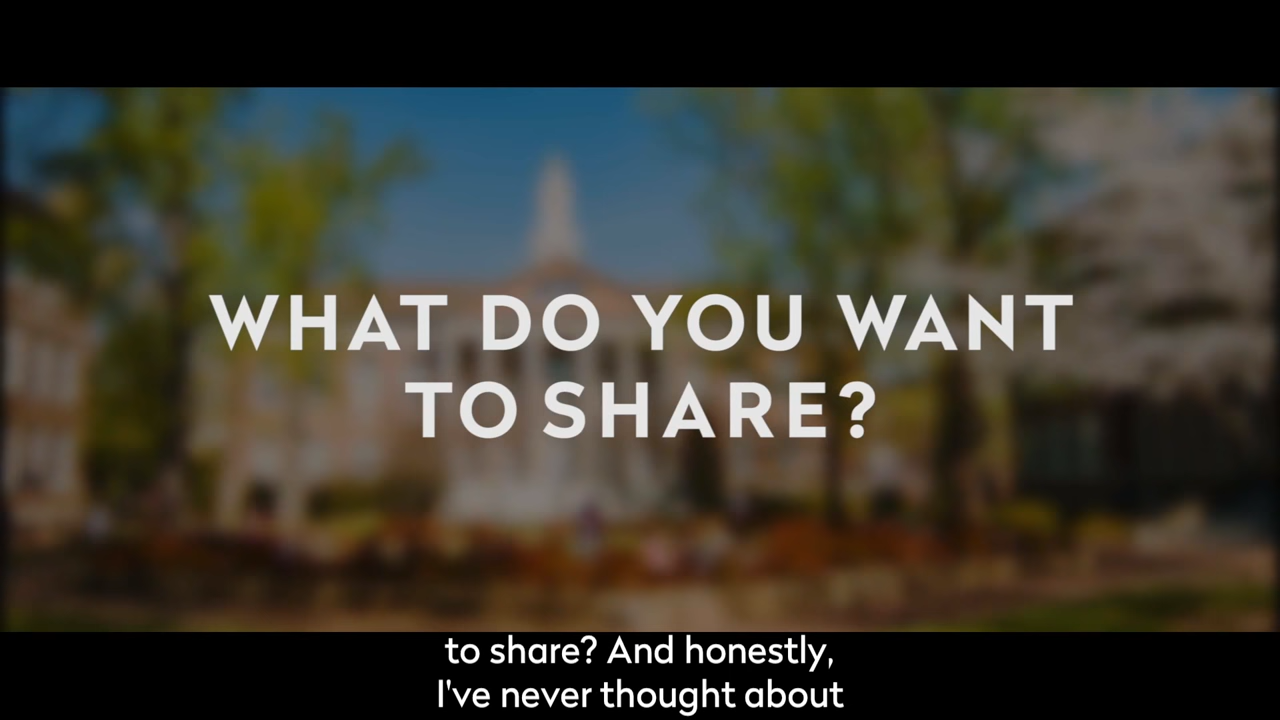 WHAT DO YOU WANT
TO SHARE?
to share? And honestly,
I've never thought about